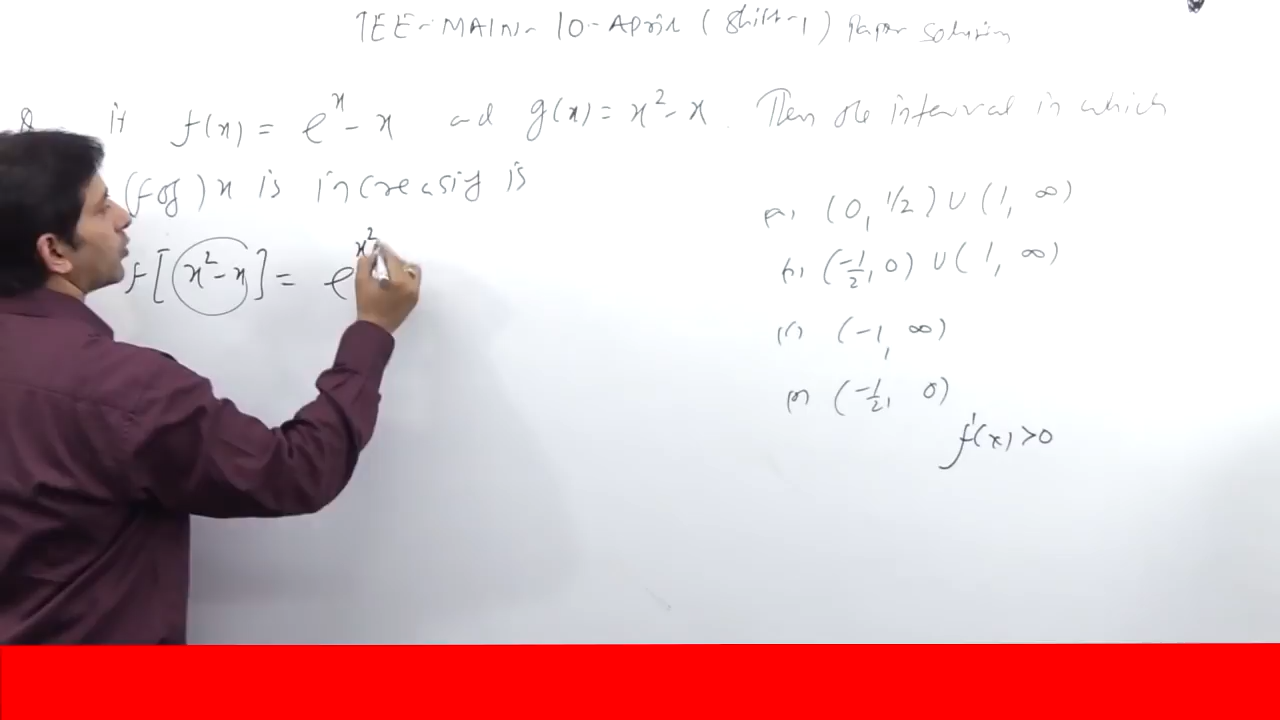 JEE-MAIN-10-April (Shift-1) Paper Solution
Q if f(x) = e^x - x and g(x) = x^2 - x. Then the interval in which
(fog)x is increasing is
(0, 1/2) ∪ (1, ∞)
(-1/2, 0) ∪ (1, ∞)
(-1, ∞)
(-1/2, 0)
f'(x) > 0
f[(x^2 - x)] = e^x^2